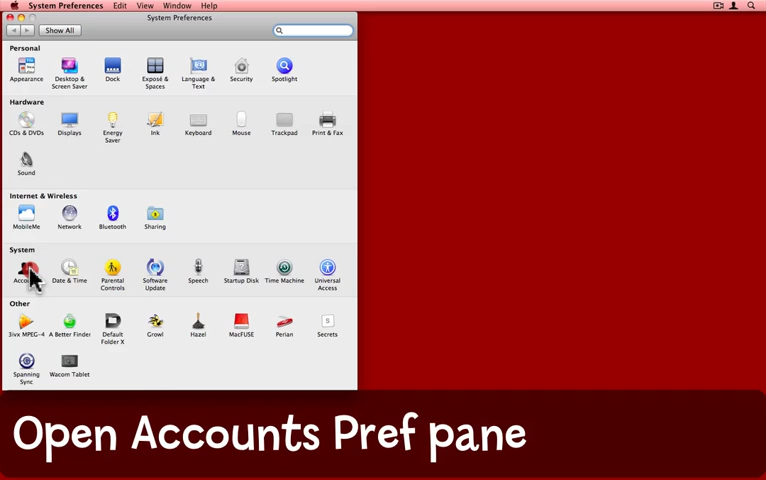 System Preferences Edit View Window Help
System Preferences
Show All
Personal
Appearance
Desktop &
Screen Saver
Dock
Exposé &
Spaces
Language &
Text
Security
Spotlight
Hardware
CDs & DVDs
Displays
Energy
Saver
Ink
Keyboard
Mouse
Trackpad
Print & Fax
Sound
Internet & Wireless
MobileMe
Network
Bluetooth
Sharing
System
Date & Time
Parental
Controls
Software
Update
Speech
Startup Disk
Time Machine
Universal
Access
Other
3ivx MPEG-4
A Better Finder
Default
Folder X
Growl
Hazel
MacFUSE
Perian
Secrets
Spanning
Sync
Wacom Tablet
Open Accounts Pref pane